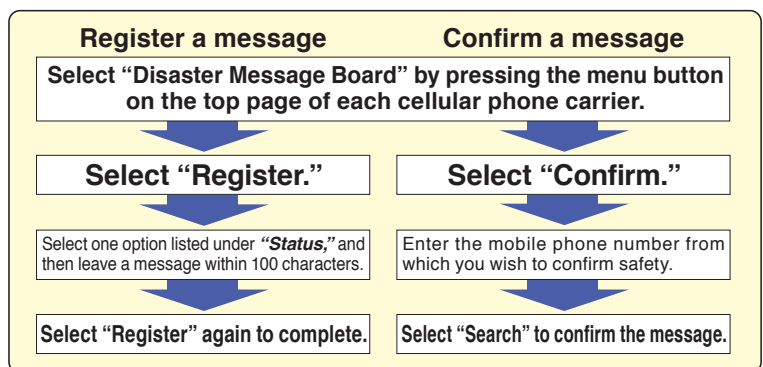 Register a message
Confirm a message
Select “Disaster Message Board” by pressing the menu button
on the top page of each cellular phone carrier.
Select “Register.”
Select “Confirm.”
Select one option listed under “Status,” and
then leave a message within 100 characters.
Enter the mobile phone number from
which you wish to confirm safety.
Select “Register” again to complete.
Select “Search” to confirm the message.